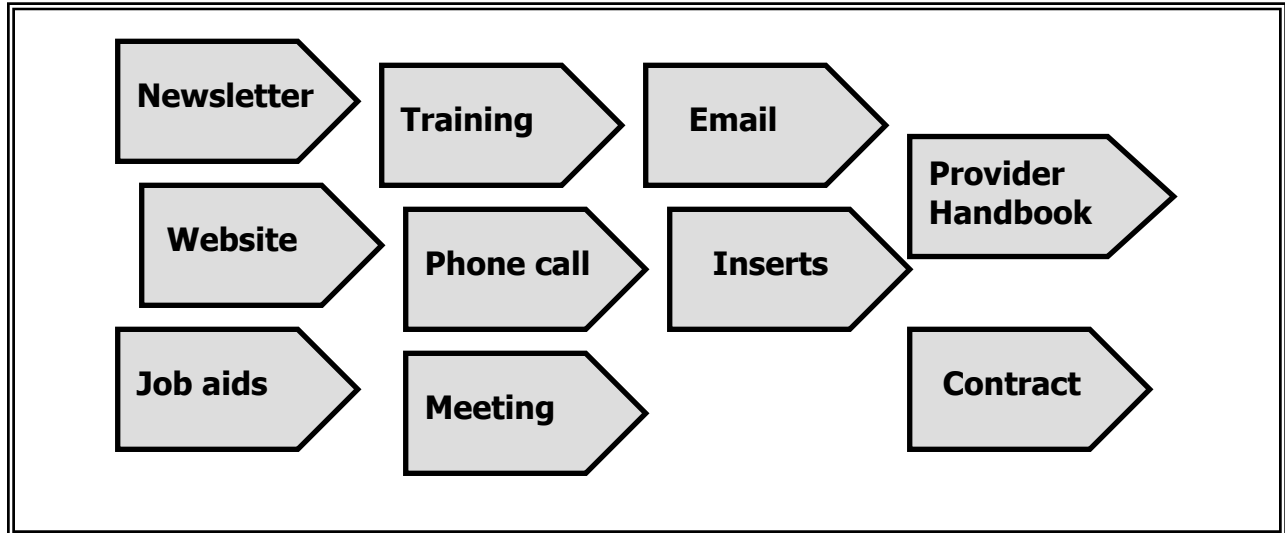 Newsletter
Training
Email
Provider
Handbook
Website
Phone call
Inserts
Job aids
Meeting
Contract